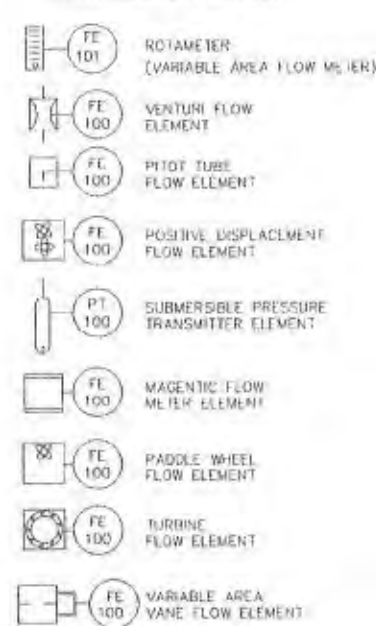 FE
101
ROTAMETER
(VARIABLE AREA FLOW METER)
FE
100
VENTURI FLOW
ELEMENT
FE
100
PITOT TUBE
FLOW ELEMENT
FE
100
POSITIVE DISPLACEMENT
FLOW ELEMENT
PT
100
SUBMERSIBLE PRESSURE
TRANSMITTER ELEMENT
FE
100
MAGENTIC FLOW
METER ELEMENT
FE
100
PADDLE WHEEL
FLOW ELEMENT
FE
100
TURBINE
FLOW ELEMENT
FE
100
VARIABLE AREA
VANE FLOW ELEMENT